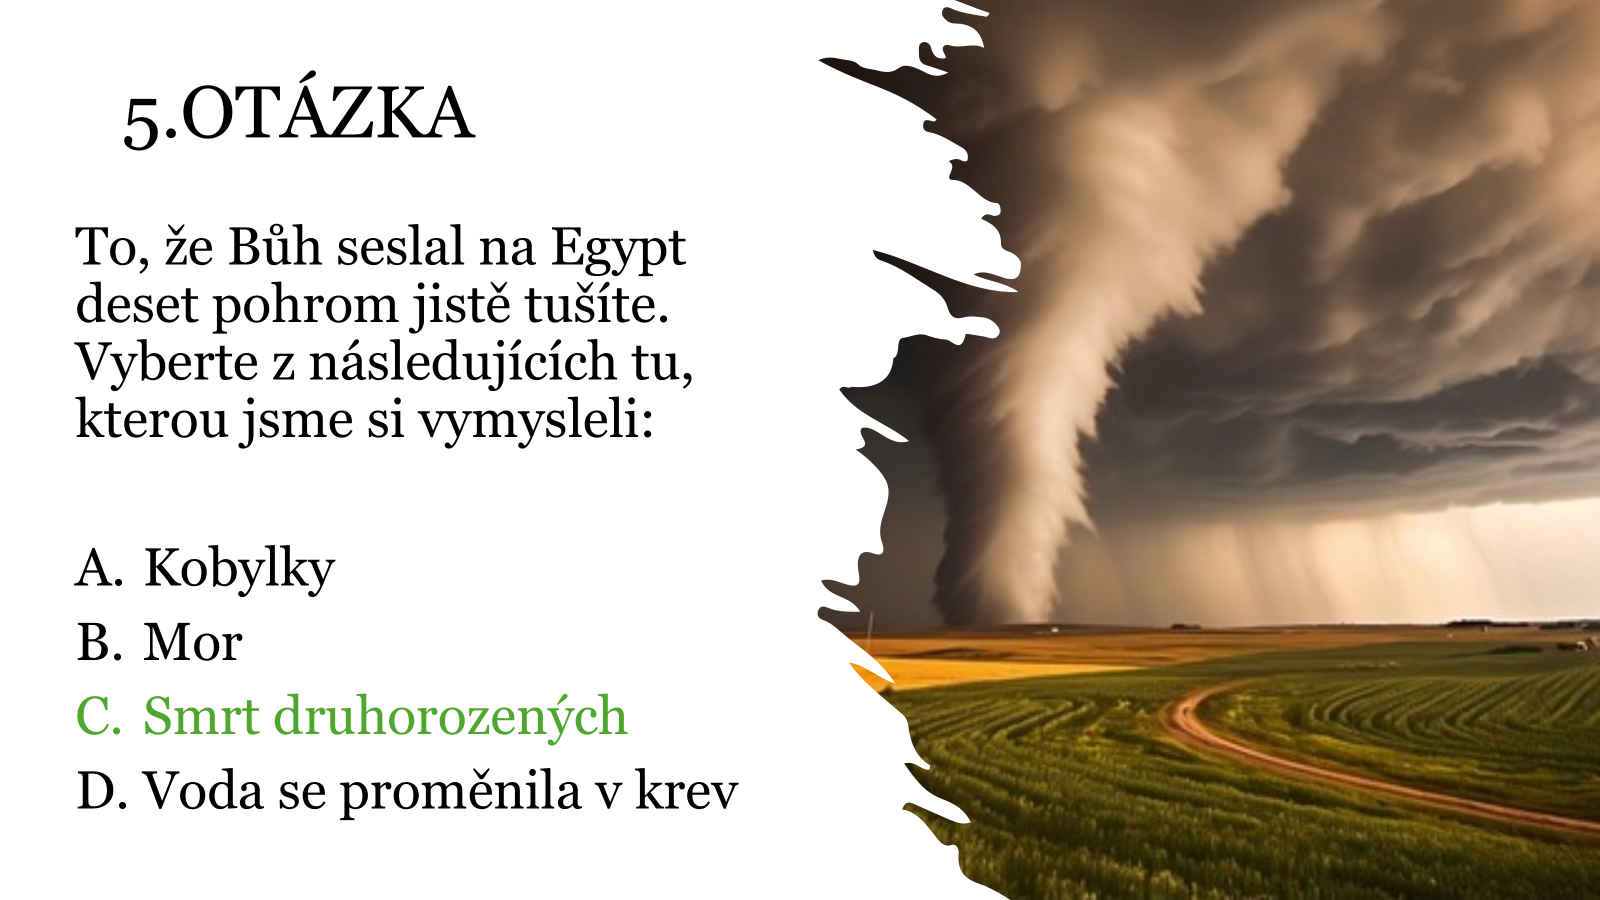 5.OTÁZKA
To, že Bůh seslal na Egypt
deset pohrom jistě tušíte.
Vyberte z následujících tu,
kterou jsme si vymysleli:
A. Kobylky
B. Mor
C. Smrt druhorozených
D. Voda se proměnila v krev